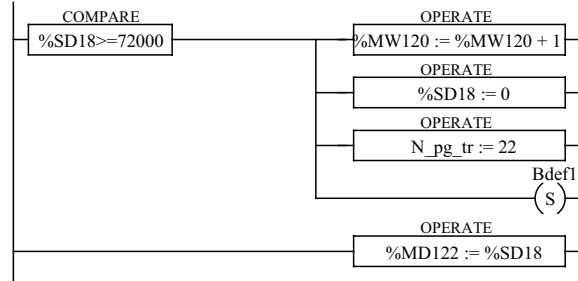 COMPARE OPERATE
%SD18>=72000 %MW120 := %MW120 + 1
OPERATE
%SD18 := 0
OPERATE
N_pg_tr := 22
Bdef1
S
OPERATE
%MD122 := %SD18